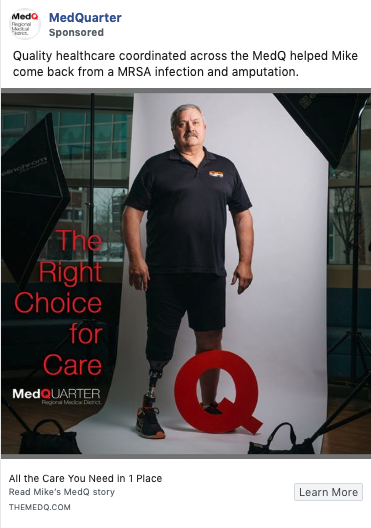 MedQ
Regional
Medical
District.
MedQuarter
Sponsored
Quality healthcare coordinated across the MedQ helped Mike
come back from a MRSA infection and amputation.
The
Right
Choice
for
Care
MedQUARTER
Regional Medical District.
Q
All the Care You Need in 1 Place
Read Mike's MedQ story
THEMEDQ.COM
Learn More